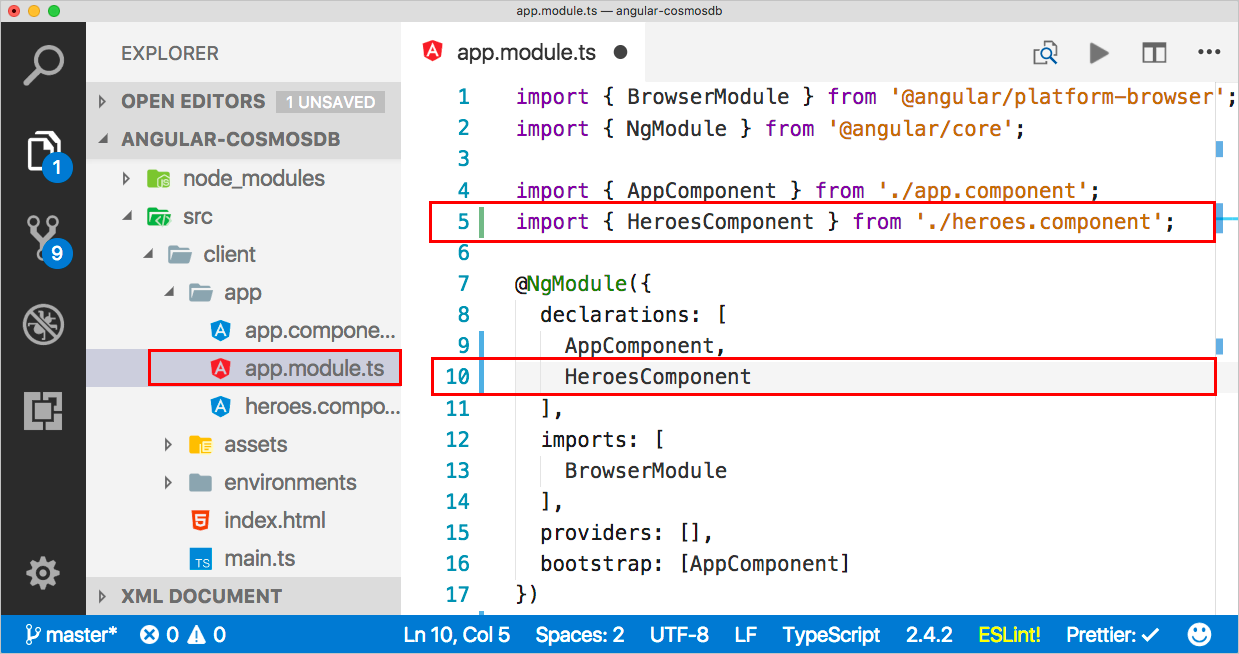 app.module.ts — angular-cosmosdb
EXPLORER
OPEN EDITORS 1 UNSAVED
ANGULAR-COSMOSDB
node_modules
src
client
app
app.compone...
app.module.ts
heroes.compo...
assets
environments
index.html
TS main.ts
XML DOCUMENT
1
9
app.module.ts
1 import { BrowserModule } from '@angular/platform-browser';
2 import { NgModule } from '@angular/core';
3
4 import { AppComponent } from './app.component';
5 import { HeroesComponent } from './heroes.component';
6
7 @NgModule({
8 declarations: [
9 AppComponent,
10 HeroesComponent
11 ],
12 imports: [
13 BrowserModule
14 ],
15 providers: [],
16 bootstrap: [AppComponent]
17 })
master* 0 0 Ln 10, Col 5 Spaces: 2 UTF-8 LF TypeScript 2.4.2 ESLint! Prettier: ✓